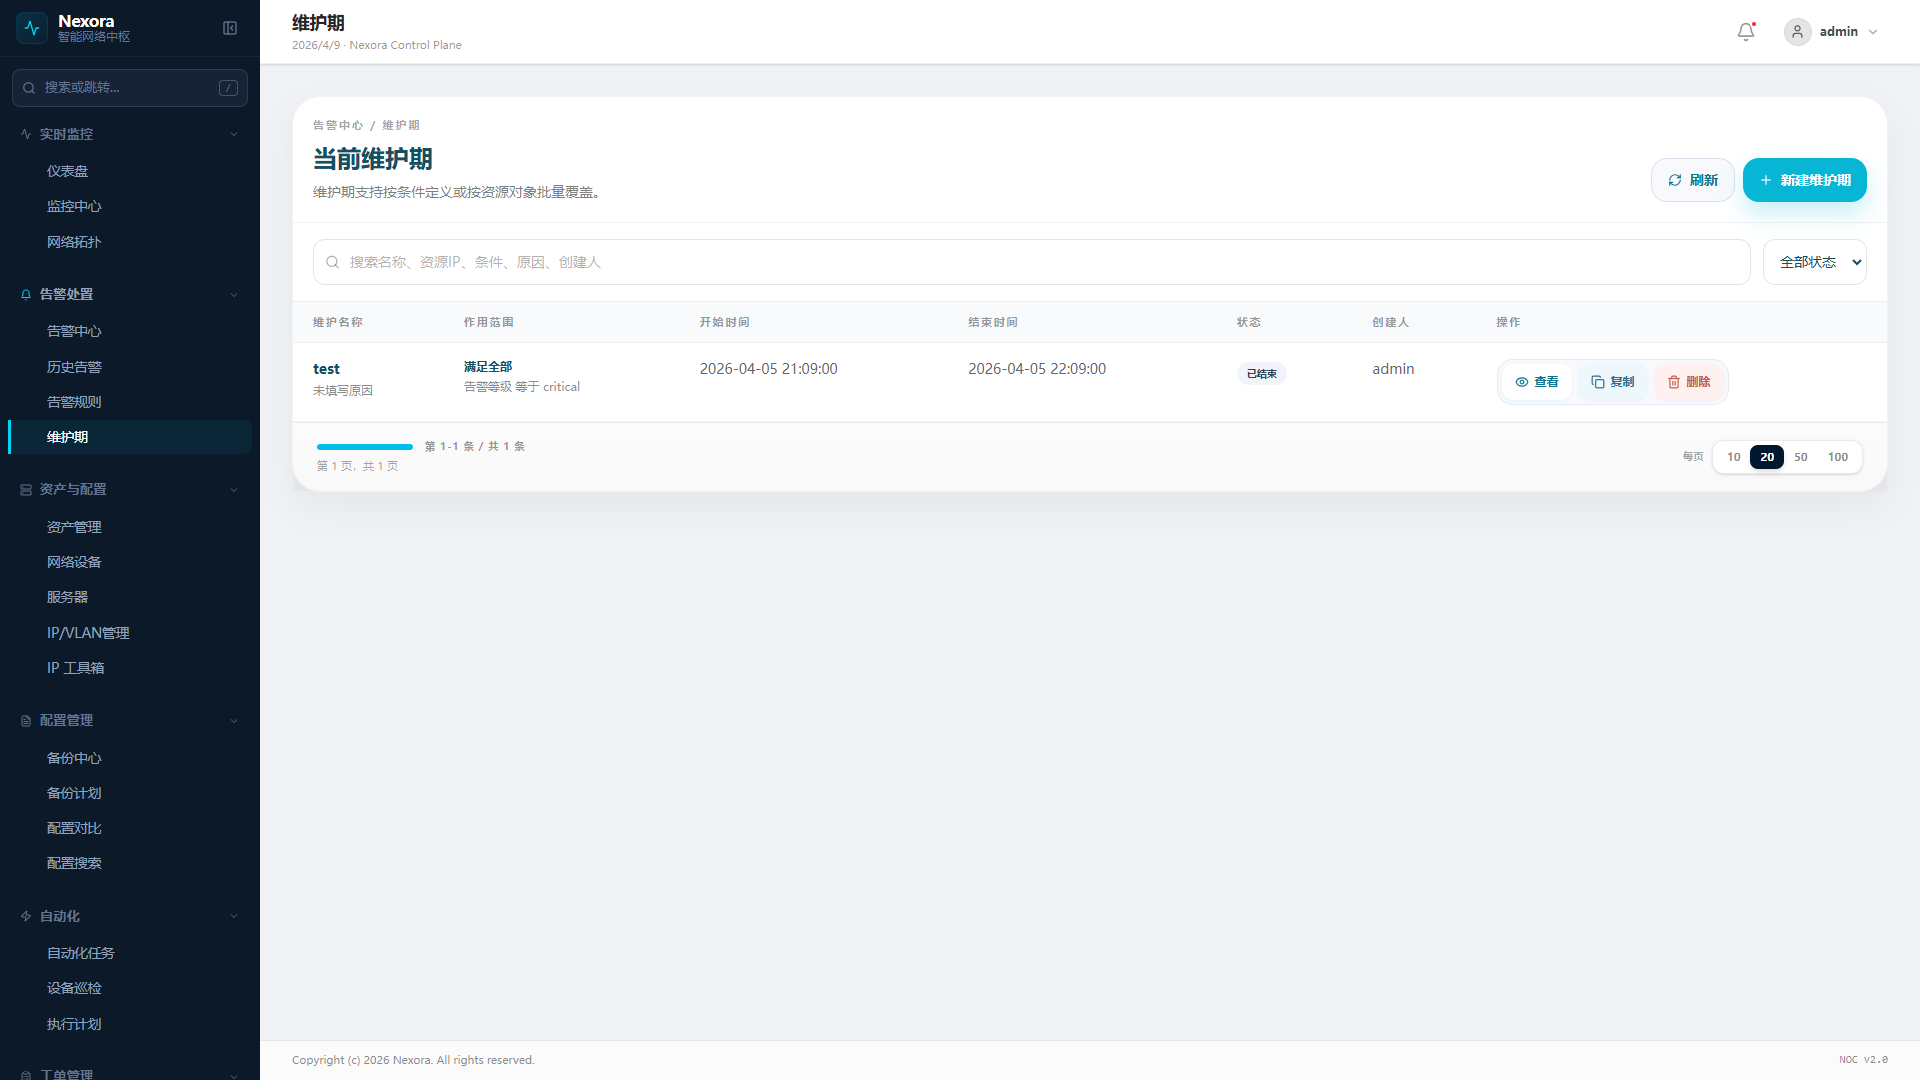 Nexora
智能网络中枢
搜索或跳转...
/
实时监控
仪表盘
监控中心
网络拓扑
告警处置
告警中心
历史告警
告警规则
维护期
资产与配置
资产管理
网络设备
服务器
IP/VLAN管理
IP 工具箱
配置管理
备份中心
备份计划
配置对比
配置搜索
自动化
自动化任务
设备巡检
执行计划
工单管理
维护期
2026/4/9 · Nexora Control Plane
admin
告警中心 / 维护期
当前维护期
维护期支持按条件定义或按资源对象批量覆盖。
刷新
新建维护期
搜索名称、资源IP、条件、原因、创建人
全部状态
维护名称 作用范围 开始时间 结束时间 状态 创建人 操作
test 满足全部 2026-04-05 21:09:00 2026-04-05 22:09:00 已结束 admin 查看 复制 删除
未填写原因 告警等级 等于 critical
第 1-1 条 / 共 1 条
第 1 页，共 1 页
每页 10 20 50 100
Copyright (c) 2026 Nexora. All rights reserved.
NOC v2.0